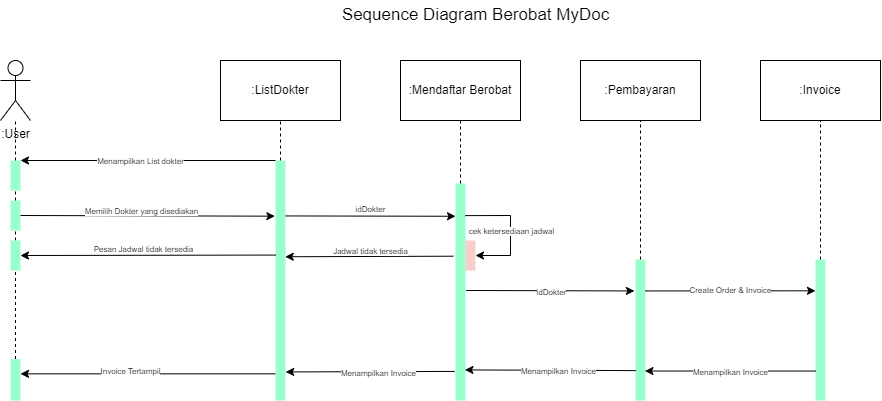 Sequence Diagram Berobat MyDoc
:User
:ListDokter
:Mendaftar Berobat
:Pembayaran
:Invoice
Menampilkan List dokter
Memilih Dokter yang disediakan
idDokter
cek ketersediaan jadwal
Pesan Jadwal tidak tersedia
Jadwal tidak tersedia
idDokter
Create Order & Invoice
Invoice Tertampil
Menampilkan Invoice
Menampilkan Invoice
Menampilkan Invoice